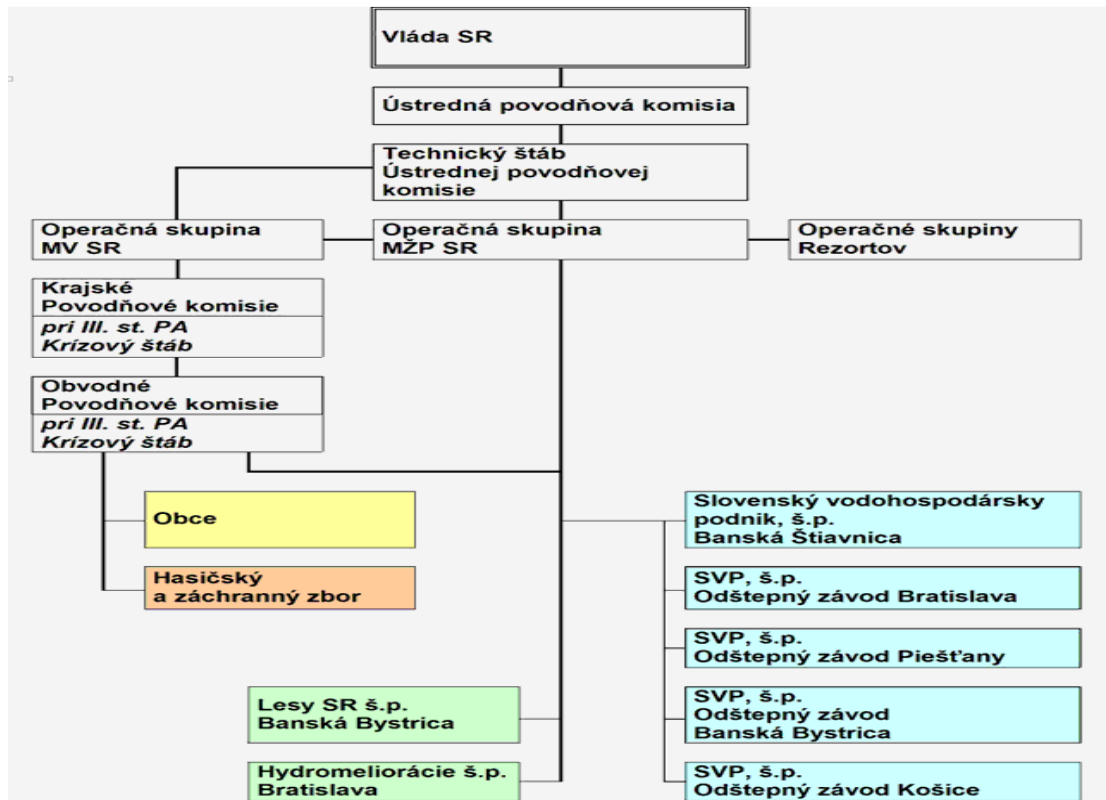 Vláda SR
Ústredná povodňová komisia
Technický štáb
Ústrednej povodňovej
komisie
Operačná skupina
MV SR
Operačná skupina
MŽP SR
Operačné skupiny
Rezortov
Krajské
Povodňové komisie
pri III. st. PA
Krízový štáb
Obvodné
Povodňové komisie
pri III. st. PA
Krízový štáb
Obce
Hasičský
a záchranný zbor
Slovenský vodohospodársky
podnik, š.p.
Banská Štiavnica
SVP, š.p.
Odštepný závod Bratislava
SVP, š.p.
Odštepný závod Piešťany
Lesy SR š.p.
Banská Bystrica
SVP, š.p.
Odštepný závod
Banská Bystrica
Hydromeliorácie š.p.
Bratislava
SVP, š.p.
Odštepný závod Košice